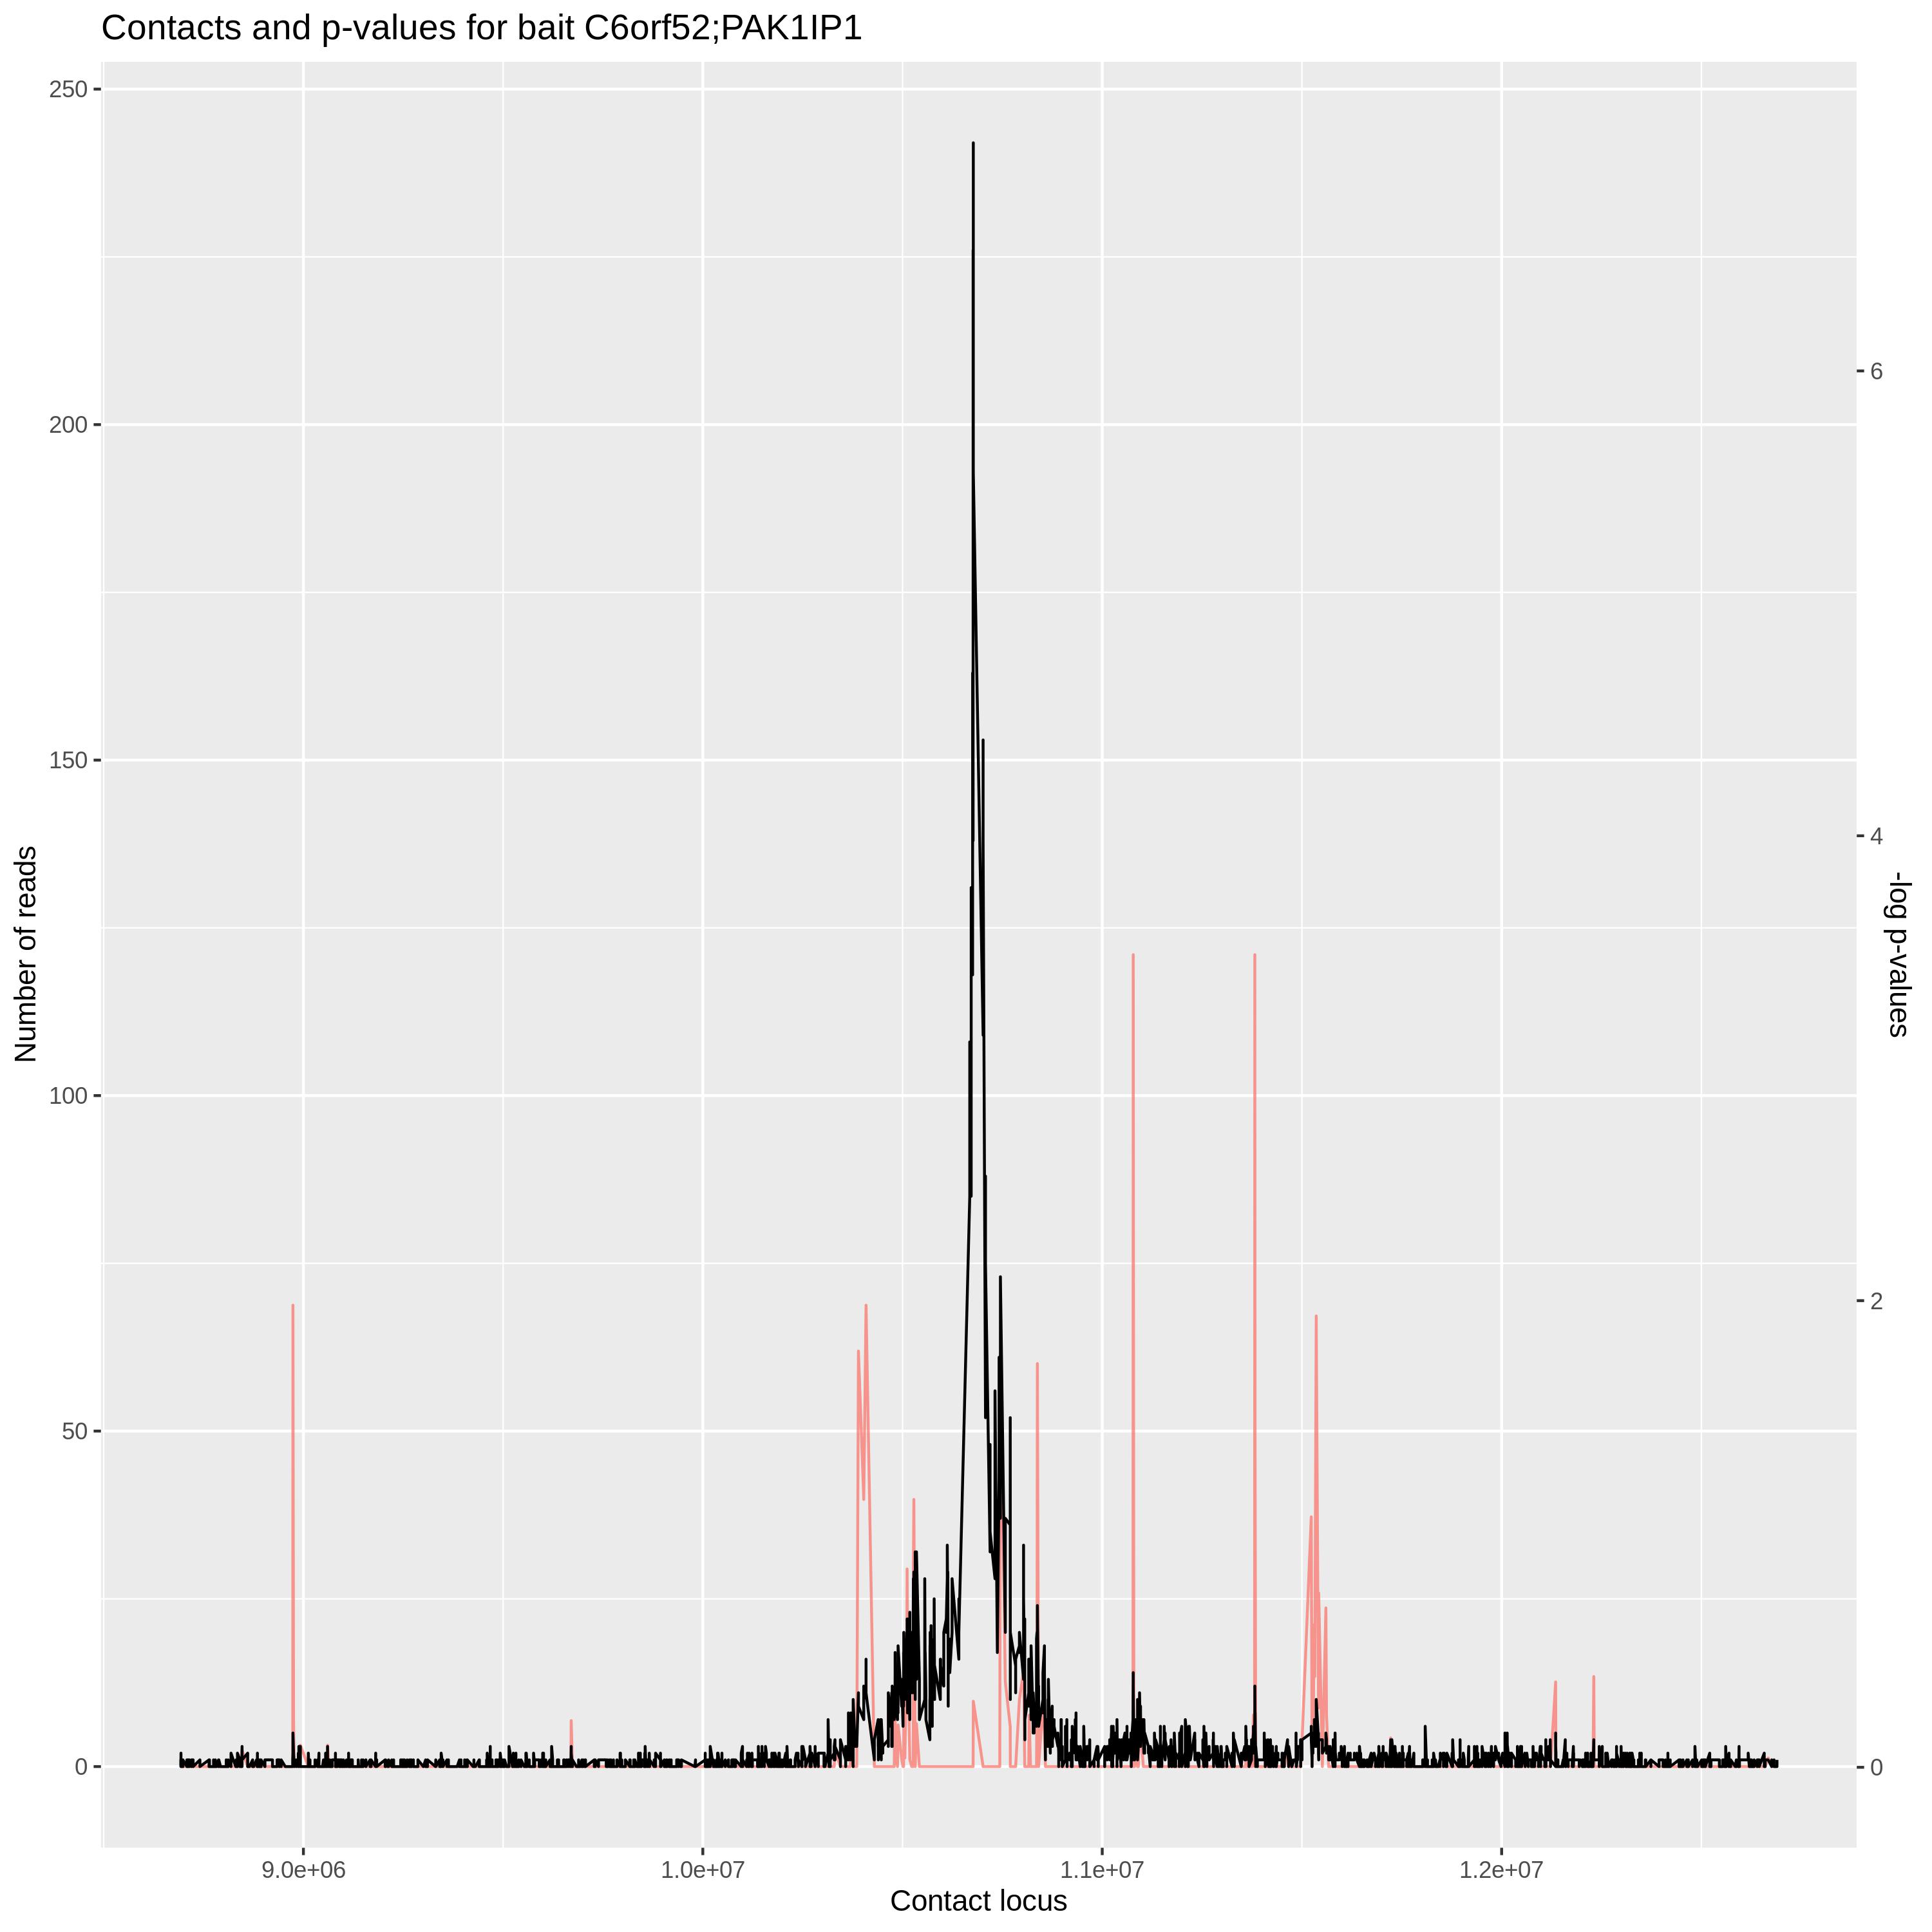 Contacts and p-values for bait C6orf52;PAK1IP1
250
200
150
100
50
0
Number of reads
6
4
2
0
-log p-values
9.0e+06
1.0e+07
1.1e+07
1.2e+07
Contact locus